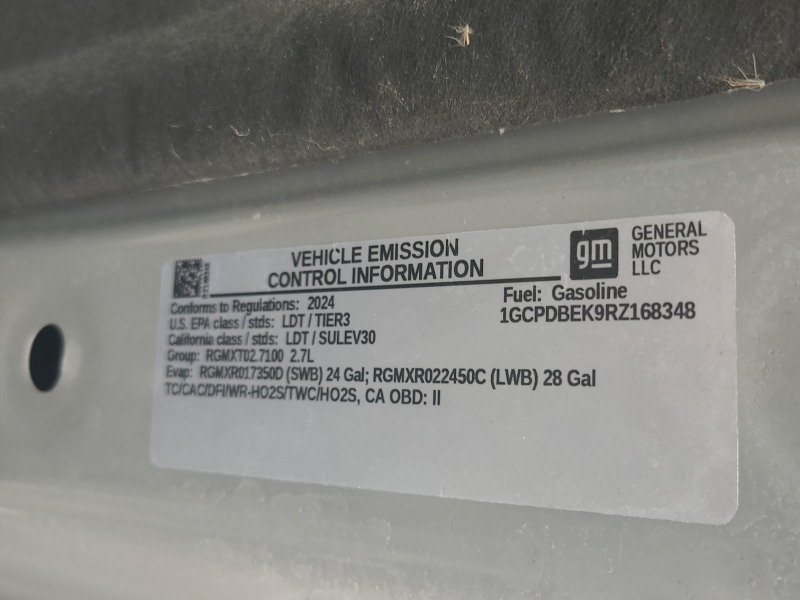 VEHICLE EMISSION
CONTROL INFORMATION
gm
GENERAL
MOTORS
LLC
Conforms to Regulations: 2024
U.S. EPA class / stds: LDT / TIER3
California class / stds: LDT / SULEV30
Group: RGMXT02.7100 2.7L
Evap: RGMXR017350D (SWB) 24 Gal; RGMXR022450C (LWB) 28 Gal
TC/CAC/DFI/WR-HO2S/TWC/HO2S, CA OBD: II
Fuel: Gasoline
1GCPDBEK9RZ168348